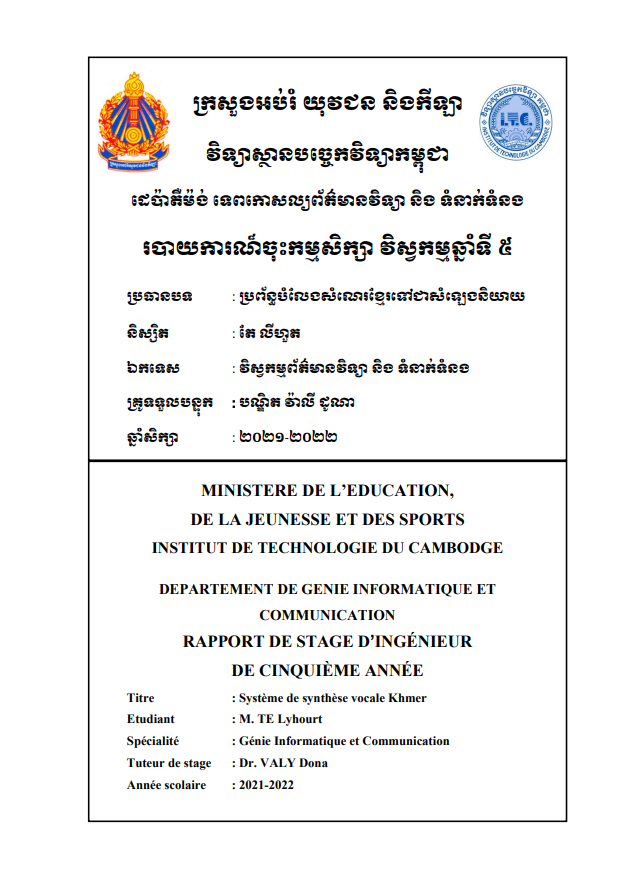 ក្រសួងអប់រំ យុវជន និងកីឡា
វិទ្យាស្ថានបច្ចេកវិទ្យាកម្ពុជា
ដេប៉ាតឺម៉ង់ ទេពកោសល្យព័ត៌មានវិទ្យា និង ទំនាក់ទំនង
របាយការណ៍ចុះកម្មសិក្សា វិស្វកម្មឆ្នាំទី ៥
ប្រធានបទ : ប្រព័ន្ធបំលែងសំណេរខ្មែរទៅជាសំឡេងនិយាយ
និស្សិត : តែ លីហួត
ឯកទេស : វិស្វកម្មព័ត៌មានវិទ្យា និង ទំនាក់ទំនង
គ្រូទទួលបន្ទុក : បណ្ឌិត វ៉ាលី ដូណា
ឆ្នាំសិក្សា : ២០២១-២០២២
MINISTERE DE L’EDUCATION,
DE LA JEUNESSE ET DES SPORTS
INSTITUT DE TECHNOLOGIE DU CAMBODGE
DEPARTEMENT DE GENIE INFORMATIQUE ET
COMMUNICATION
RAPPORT DE STAGE D’INGÉNIEUR
DE CINQUIÈME ANNÉE
Titre : Système de synthèse vocale Khmer
Etudiant : M. TE Lyhourt
Spécialité : Génie Informatique et Communication
Tuteur de stage : Dr. VALY Dona
Année scolaire : 2021-2022